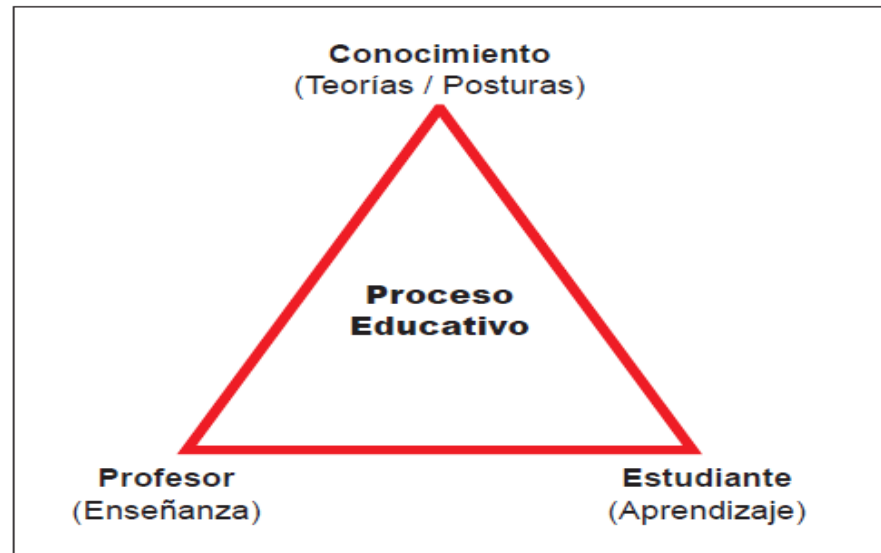 Conocimiento
(Teorías / Posturas)
Proceso
Educativo
Profesor
(Enseñanza)
Estudiante
(Aprendizaje)